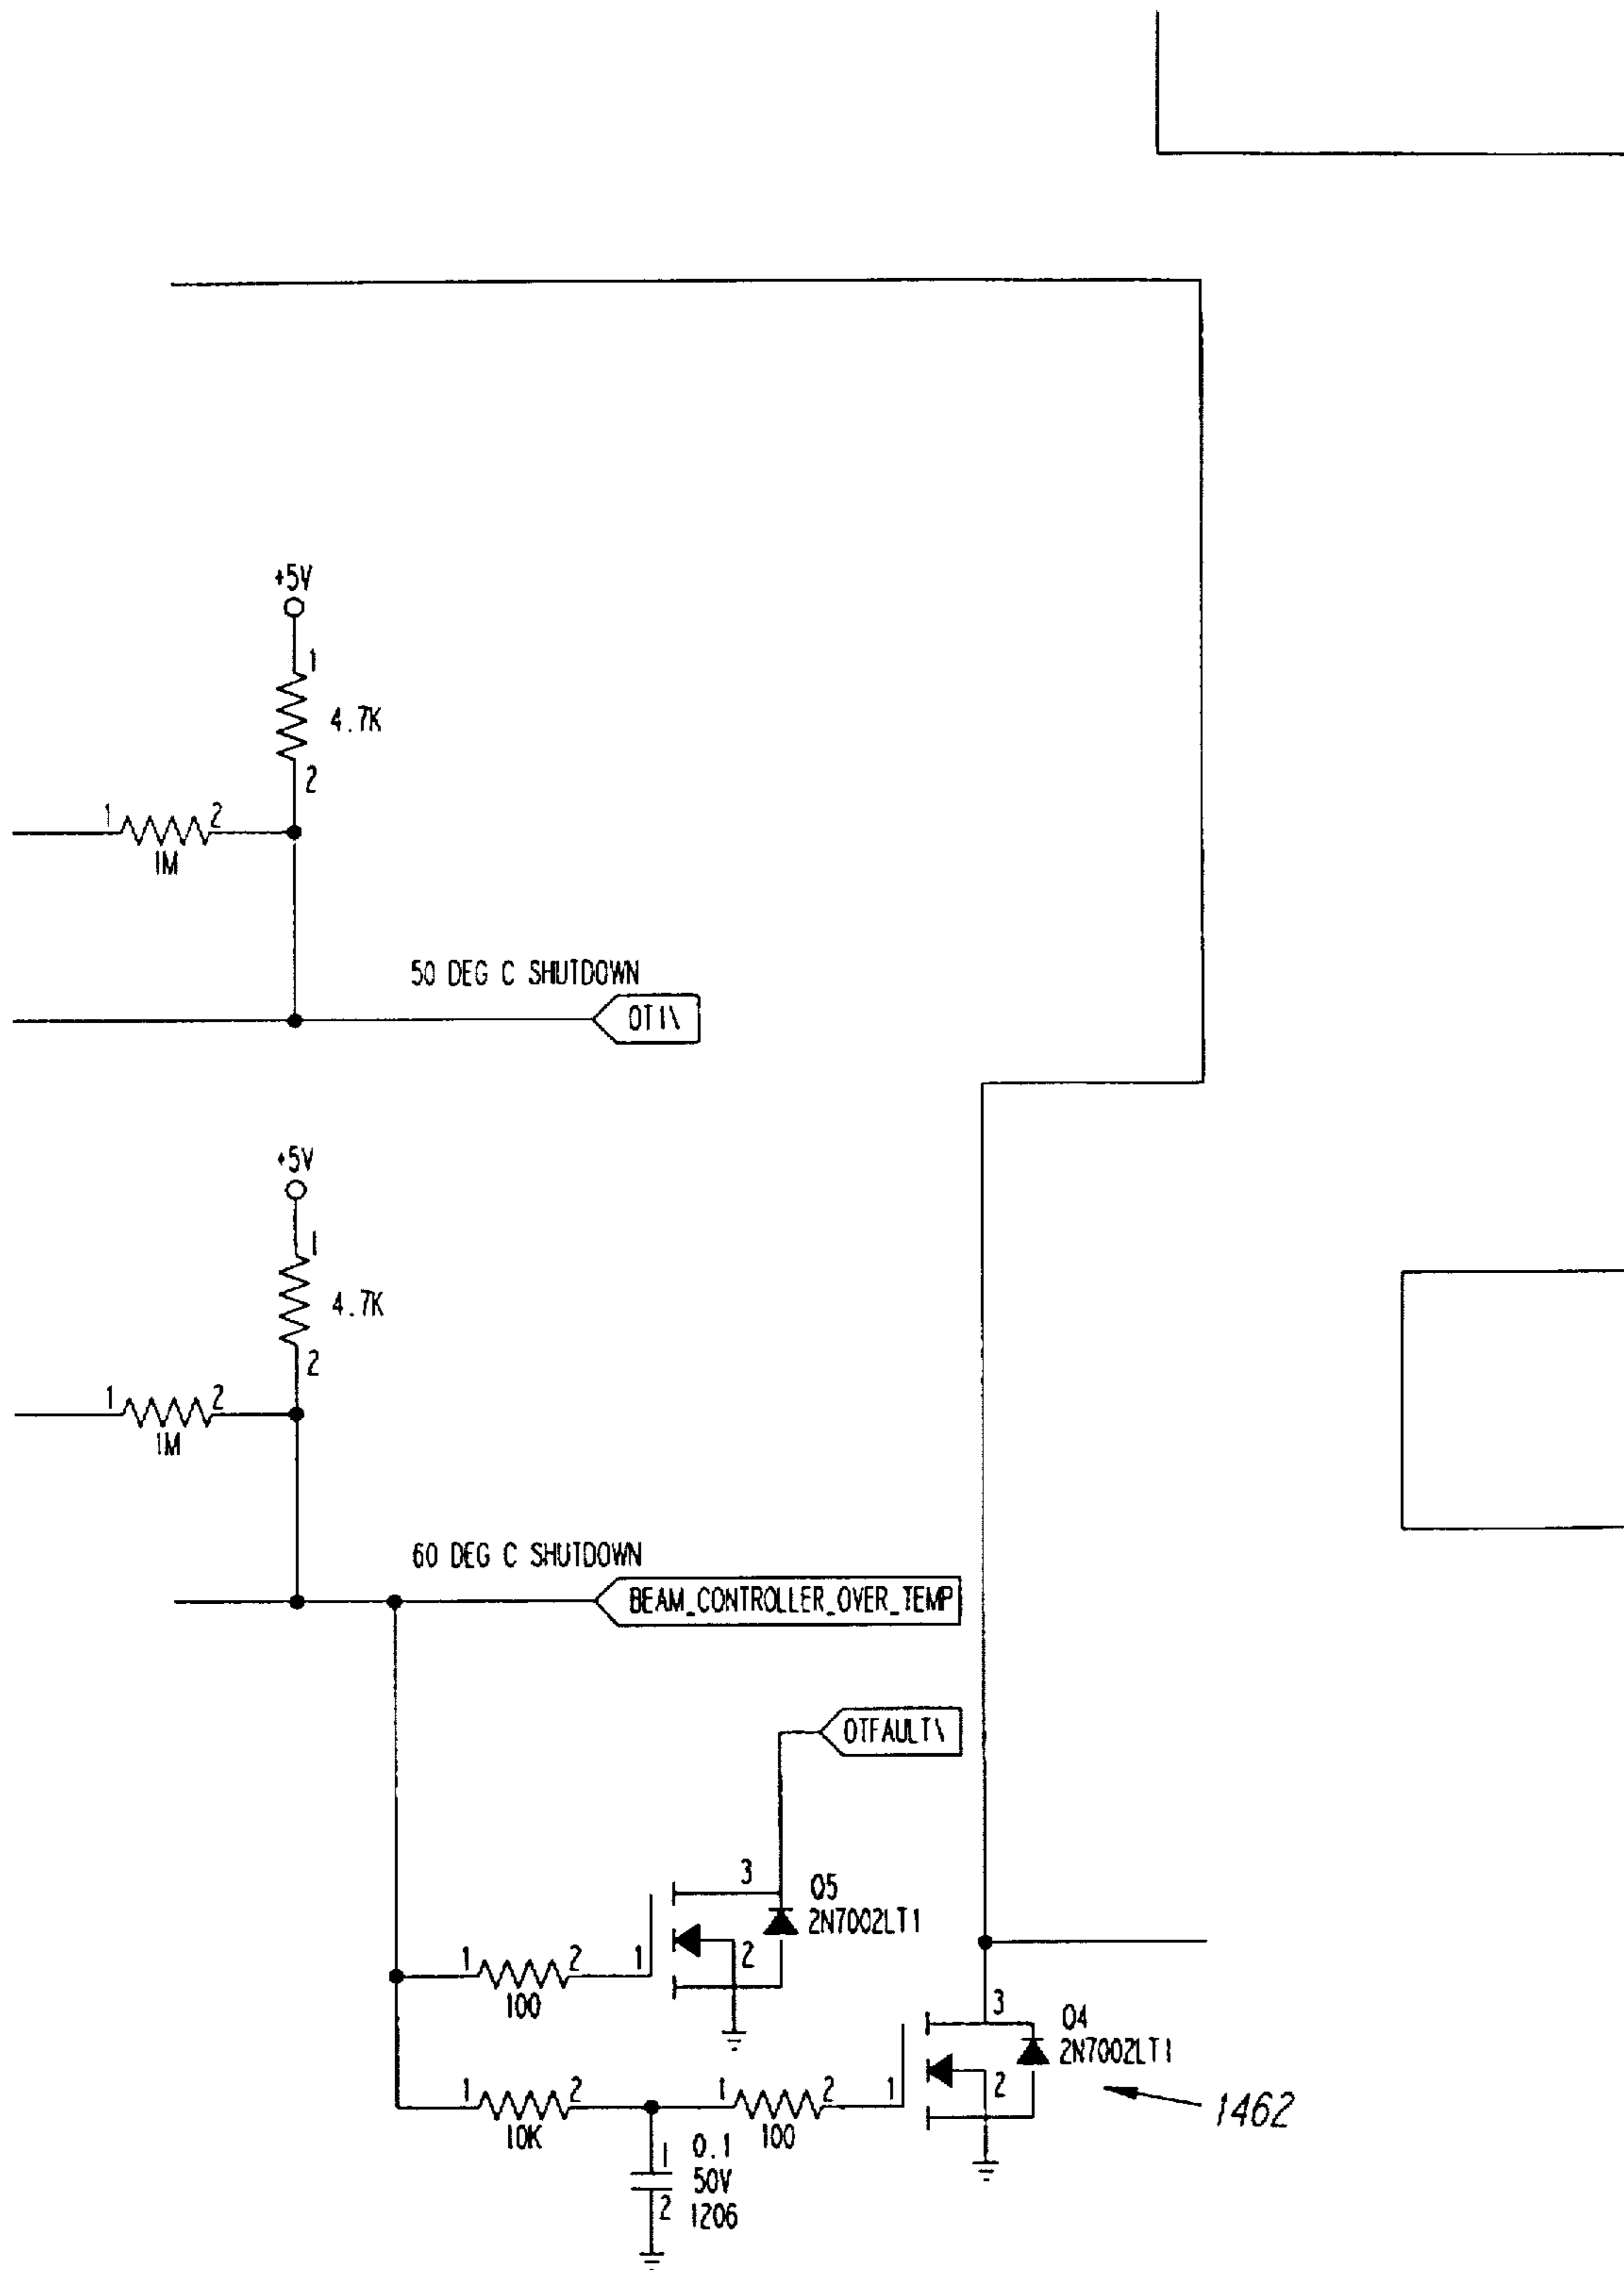 +5V
1
4.7K
2
1 2
1M
50 DEG C SHUTDOWN
OT1\
+5V
1
4.7K
2
1 2
1M
60 DEG C SHUTDOWN
BEAM_CONTROLLER_OVER_TEMP
OTFAULT\
3
Q5
2N7002LT1
2
1 2
1
100
3
Q4
2N7002LT1
2
1462
1 2
1 2
1
10K
100
1
0.1
50V
2
1206